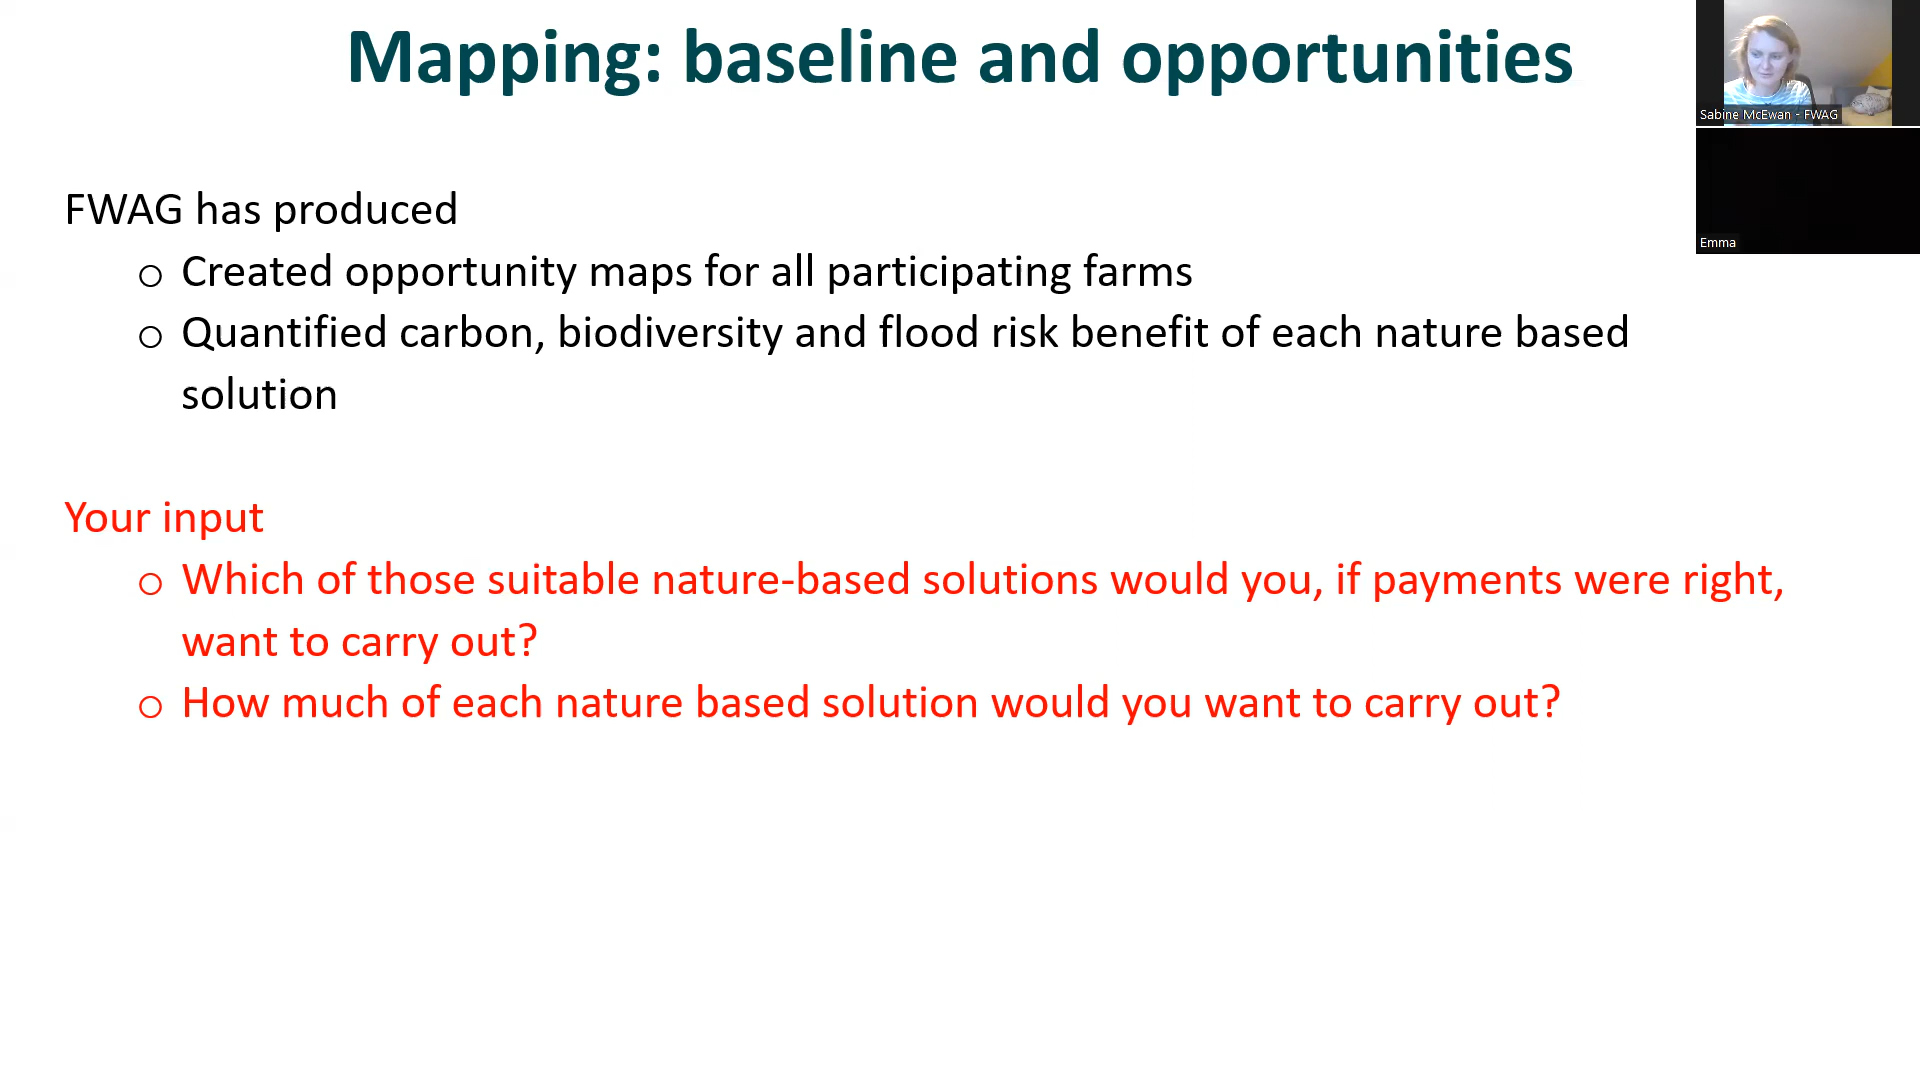 Mapping: baseline and opportunities
Sabine McEwan - FWAG
Emma
FWAG has produced
o Created opportunity maps for all participating farms
o Quantified carbon, biodiversity and flood risk benefit of each nature based
solution
Your input
o Which of those suitable nature-based solutions would you, if payments were right,
want to carry out?
o How much of each nature based solution would you want to carry out?